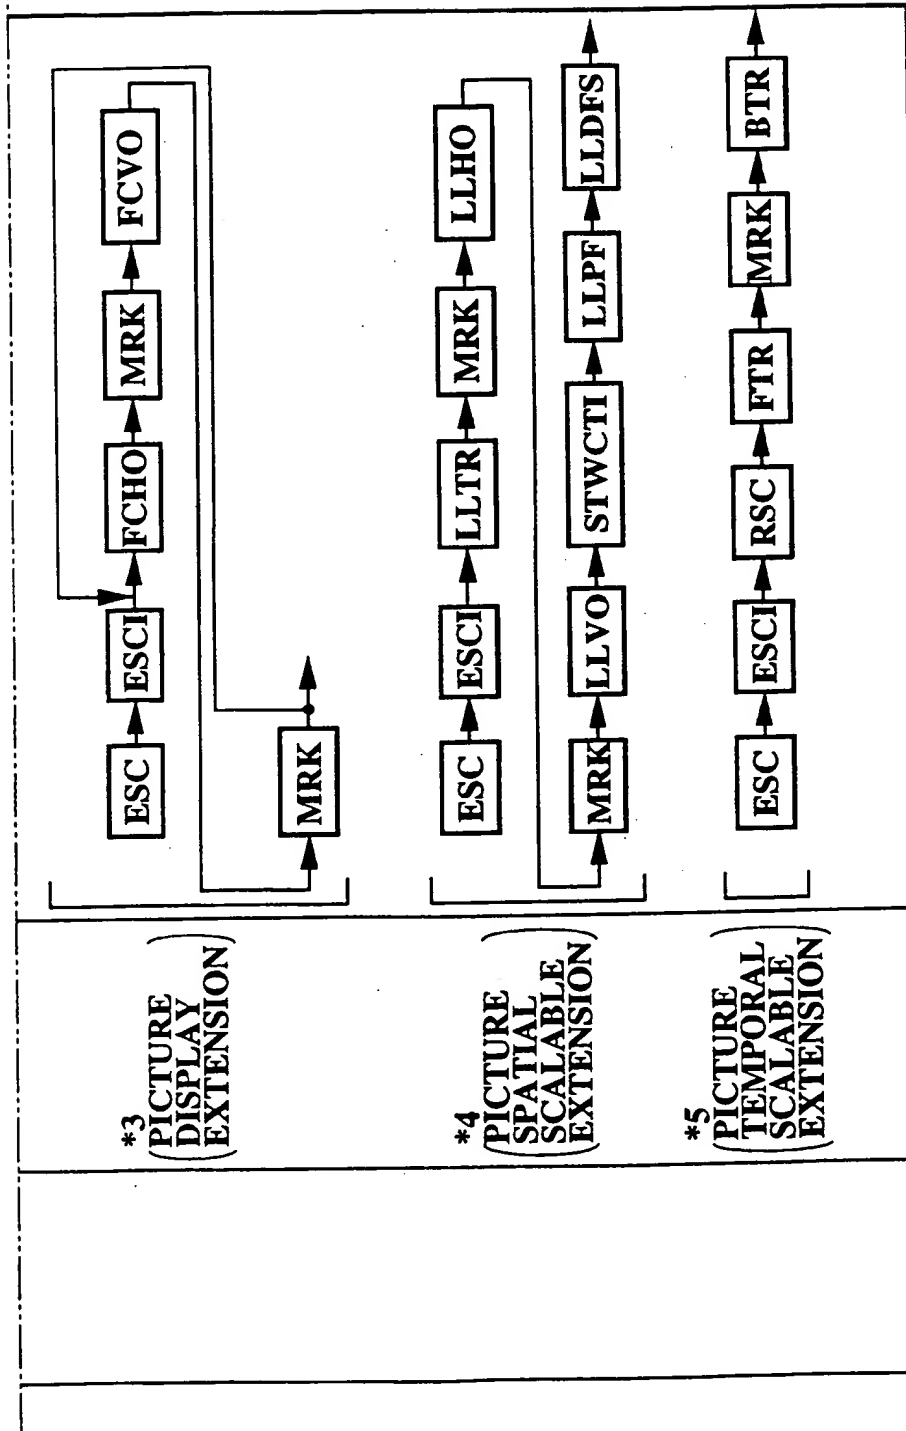 *3
(PICTURE
DISPLAY
EXTENSION)
ESC
ESCI
FCHO
MRK
FCVO
MRK
*4
(PICTURE
SPATIAL
SCALABLE
EXTENSION)
ESC
ESCI
LLTR
MRK
LLHO
MRK
LLVO
STWCTI
LLPF
LLDFS
*5
(PICTURE
TEMPORAL
SCALABLE
EXTENSION)
ESC
ESCI
RSC
FTR
MRK
BTR